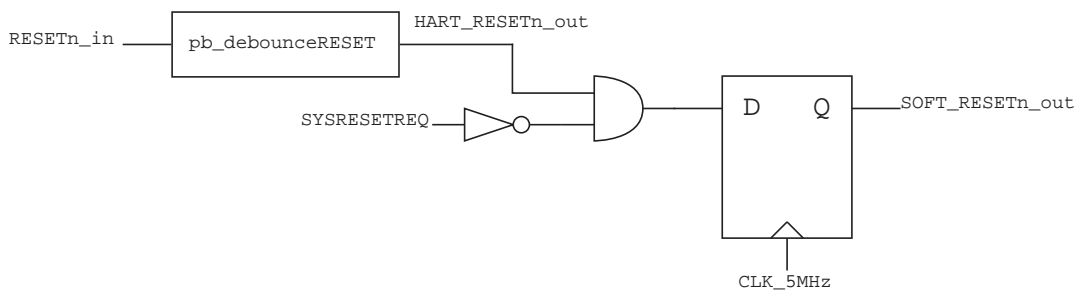 HART_RESETn_out
RESETn_in
pb_debounceRESET
SYSRESETREQ
D
Q
SOFT_RESETn_out
CLK_5MHz